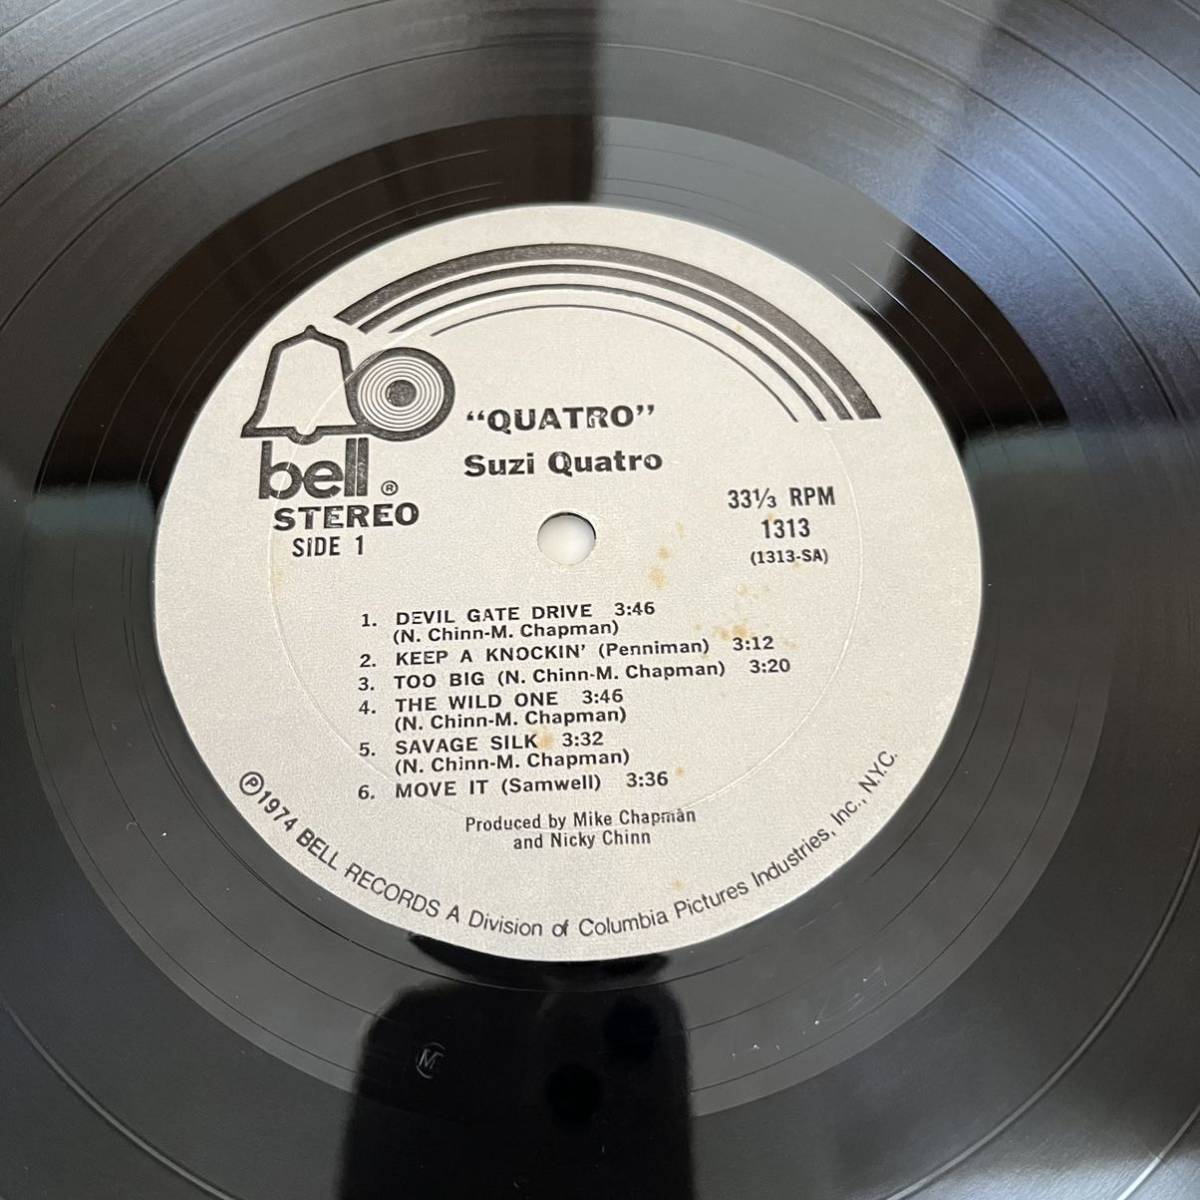 "QUATRO"
Suzi Quatro
bell ®
STEREO
SIDE 1
33⅓ RPM
1313
(1313-SA)
1. DEVIL GATE DRIVE 3:46
(N. Chinn-M. Chapman)
2. KEEP A KNOCKIN' (Penniman) 3:12
3. TOO BIG (N. Chinn-M. Chapman) 3:20
4. THE WILD ONE 3:46
(N. Chinn-M. Chapman)
5. SAVAGE SILK 3:32
(N. Chinn-M. Chapman)
6. MOVE IT (Samwell) 3:36
Produced by Mike Chapman
and Nicky Chinn
℗1974 BELL RECORDS A Division of Columbia Pictures Industries, Inc., N.Y.C.
M